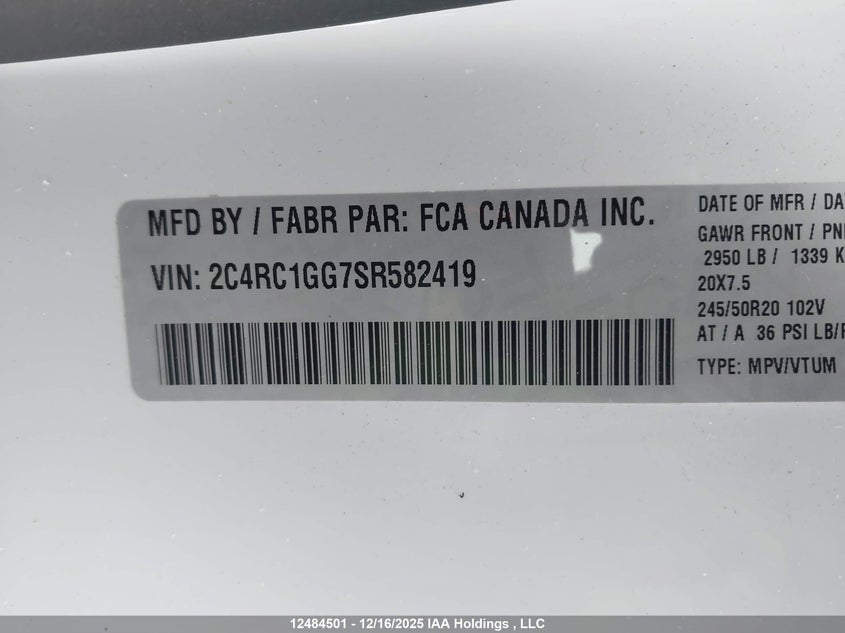 MFD BY / FABR PAR: FCA CANADA INC.
VIN: 2C4RC1GG7SR582419
DATE OF MFR / DA
GAWR FRONT / PN
2950 LB / 1339 K
20X7.5
245/50R20 102V
AT / A 36 PSI LB/
TYPE: MPV/VTUM
12484501 - 12/16/2025 IAA Holdings , LLC